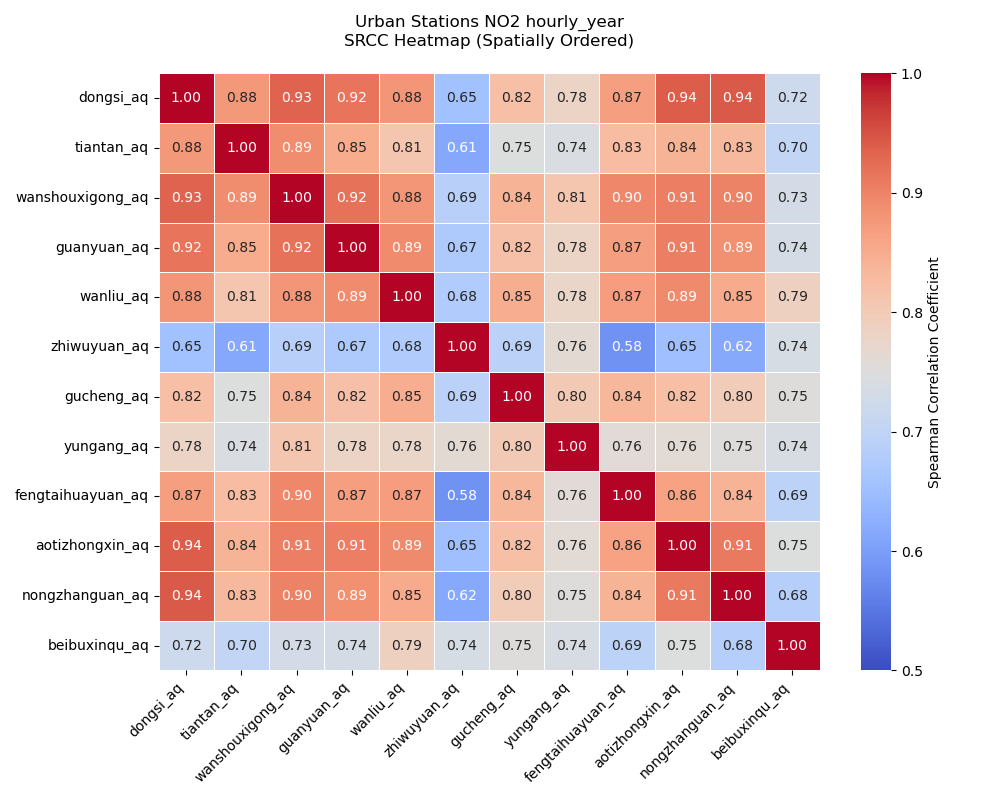 Urban Stations NO2 hourly_year
SRCC Heatmap (Spatially Ordered)
dongsi_aq 1.00 0.88 0.93 0.92 0.88 0.65 0.82 0.78 0.87 0.94 0.94 0.72
tiantan_aq 0.88 1.00 0.89 0.85 0.81 0.61 0.75 0.74 0.83 0.84 0.83 0.70
wanshouxigong_aq 0.93 0.89 1.00 0.92 0.88 0.69 0.84 0.81 0.90 0.91 0.90 0.73
guanyuan_aq 0.92 0.85 0.92 1.00 0.89 0.67 0.82 0.78 0.87 0.91 0.89 0.74
wanliu_aq 0.88 0.81 0.88 0.89 1.00 0.68 0.85 0.78 0.87 0.89 0.85 0.79
zhiwuyuan_aq 0.65 0.61 0.69 0.67 0.68 1.00 0.69 0.76 0.58 0.65 0.62 0.74
gucheng_aq 0.82 0.75 0.84 0.82 0.85 0.69 1.00 0.80 0.84 0.82 0.80 0.75
yungang_aq 0.78 0.74 0.81 0.78 0.78 0.76 0.80 1.00 0.76 0.76 0.75 0.74
fengtaihuayuan_aq 0.87 0.83 0.90 0.87 0.87 0.58 0.84 0.76 1.00 0.86 0.84 0.69
aotizhongxin_aq 0.94 0.84 0.91 0.91 0.89 0.65 0.82 0.76 0.86 1.00 0.91 0.75
nongzhanguan_aq 0.94 0.83 0.90 0.89 0.85 0.62 0.80 0.75 0.84 0.91 1.00 0.68
beibuxinqu_aq 0.72 0.70 0.73 0.74 0.79 0.74 0.75 0.74 0.69 0.75 0.68 1.00
dongsi_aq
tiantan_aq
wanshouxigong_aq
guanyuan_aq
wanliu_aq
zhiwuyuan_aq
gucheng_aq
yungang_aq
fengtaihuayuan_aq
aotizhongxin_aq
nongzhanguan_aq
beibuxinqu_aq
1.0
0.9
0.8
0.7
0.6
0.5
Spearman Correlation Coefficient